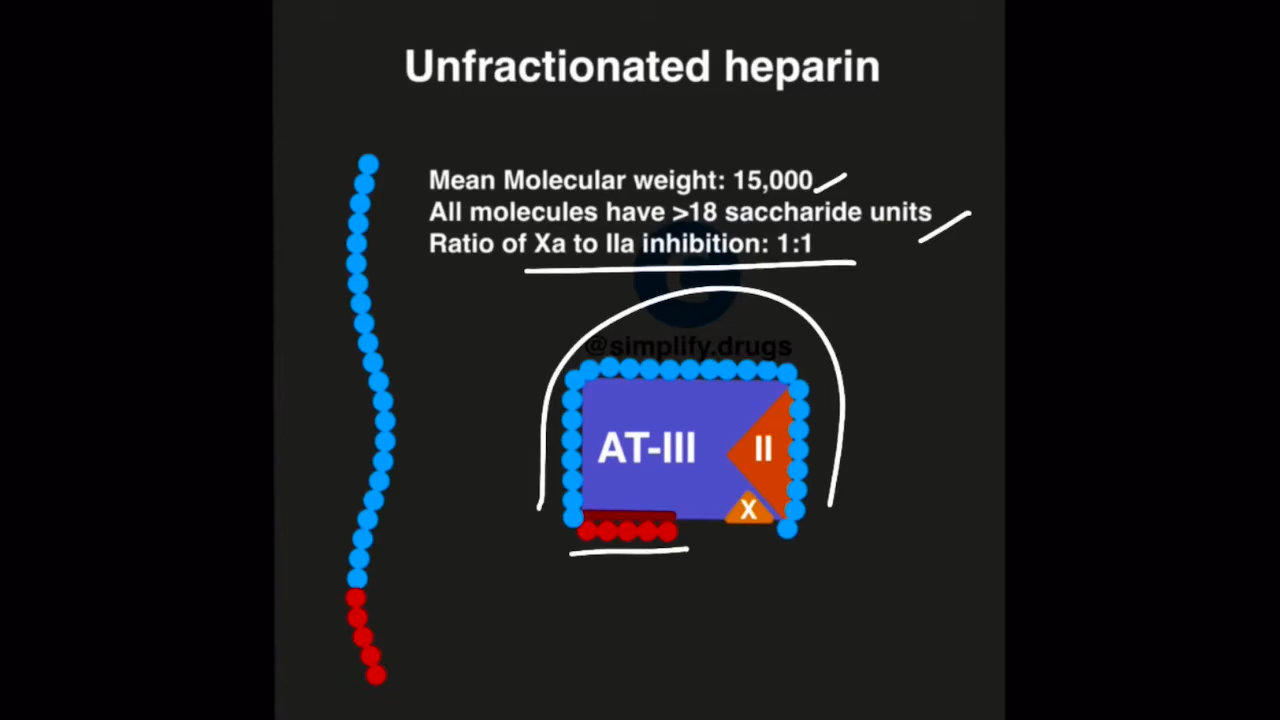 Unfractionated heparin
Mean Molecular weight: 15,000
All molecules have >18 saccharide units
Ratio of Xa to IIa inhibition: 1:1
@simplify.drugs
AT-III
II
X